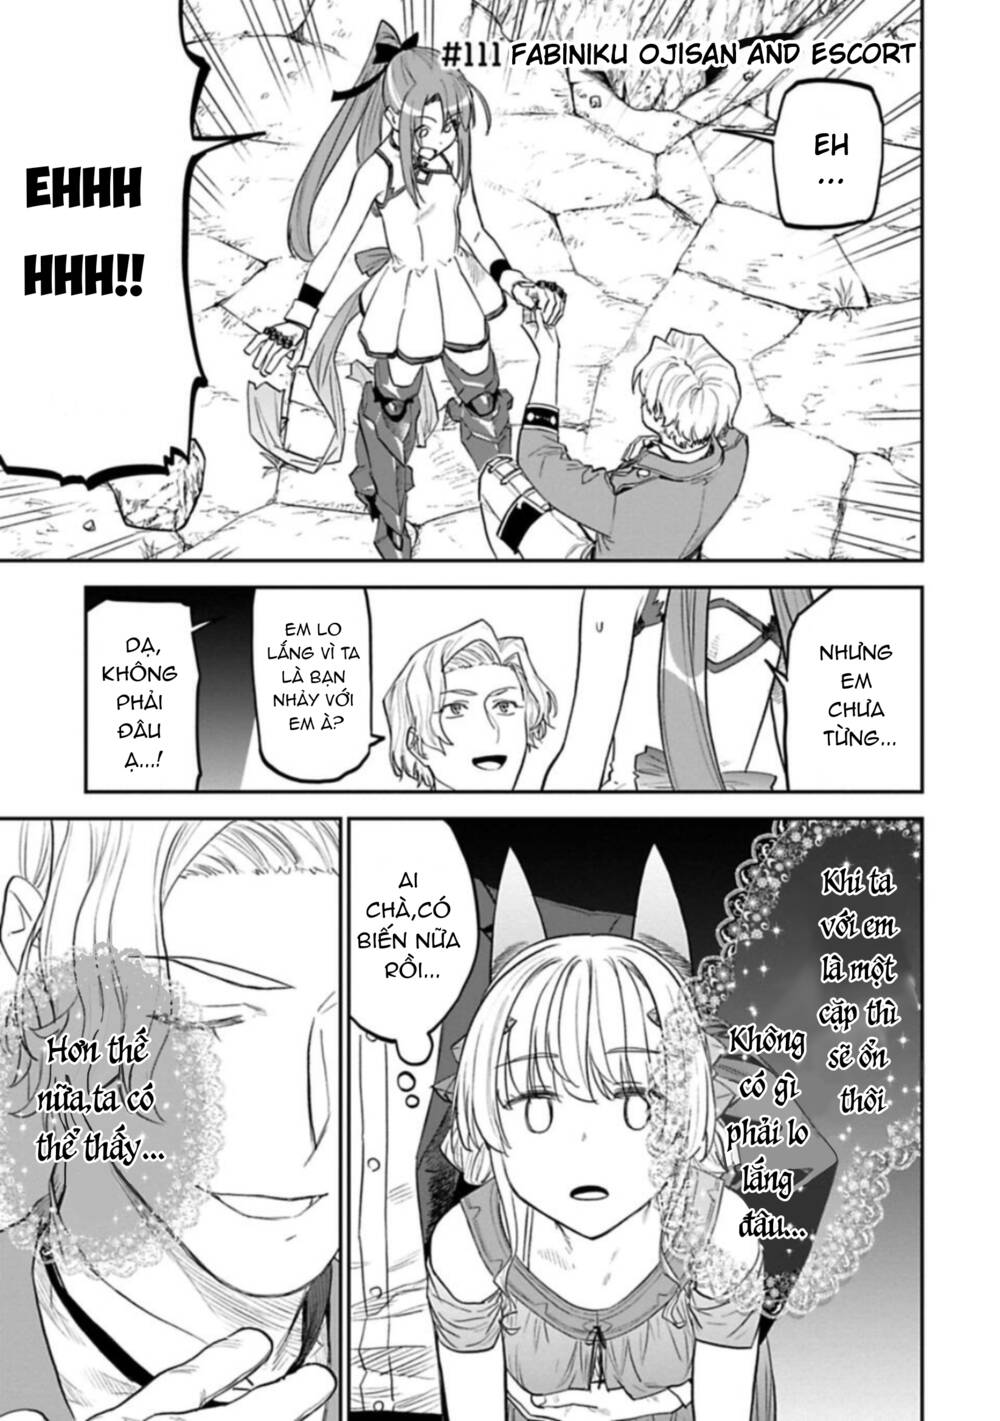 #111 FABINIKU OJISAN AND ESCORT
EH
...
EHHH
HHH!!
NHƯNG
EM
CHƯA
TỪNG...
EM LO
LẮNG VÌ TA
LÀ BẠN
NHẢY VỚI
EM À?
DẠ,
KHÔNG
PHẢI
ĐÂU
Ạ...!
Khi ta
với em
là một
cặp thì
sẽ ổn
thôi
Không
có gì
phải lo
lắng
đâu...
AI
CHÀ,CÓ
BIẾN NỮA
RỒI...
Hơn thế
nữa,ta có
thể thấy...